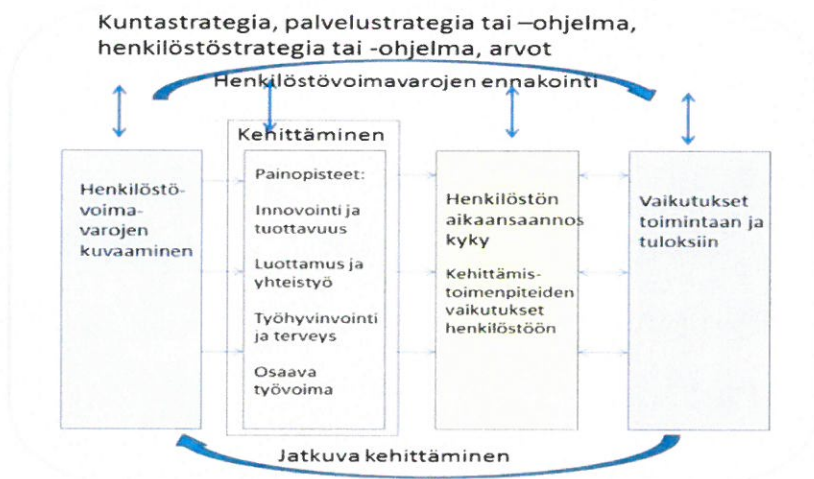 Kuntastrategia, palvelustrategia tai –ohjelma,
henkilöstöstrategia tai -ohjelma, arvot
Henkilöstövoimavarojen ennakointi
Henkilöstö-
voima-
varojen
kuvaaminen
Kehittäminen
Painopisteet:
Innovointi ja
tuottavuus
Luottamus ja
yhteistyö
Työhyvinvointi
ja terveys
Osaava
työvoima
Henkilöstön
aikaansaannos
kyky
Kehittämis-
toimenpiteiden
vaikutukset
henkilöstöön
Vaikutukset
toimintaan ja
tuloksiin
Jatkuva kehittäminen